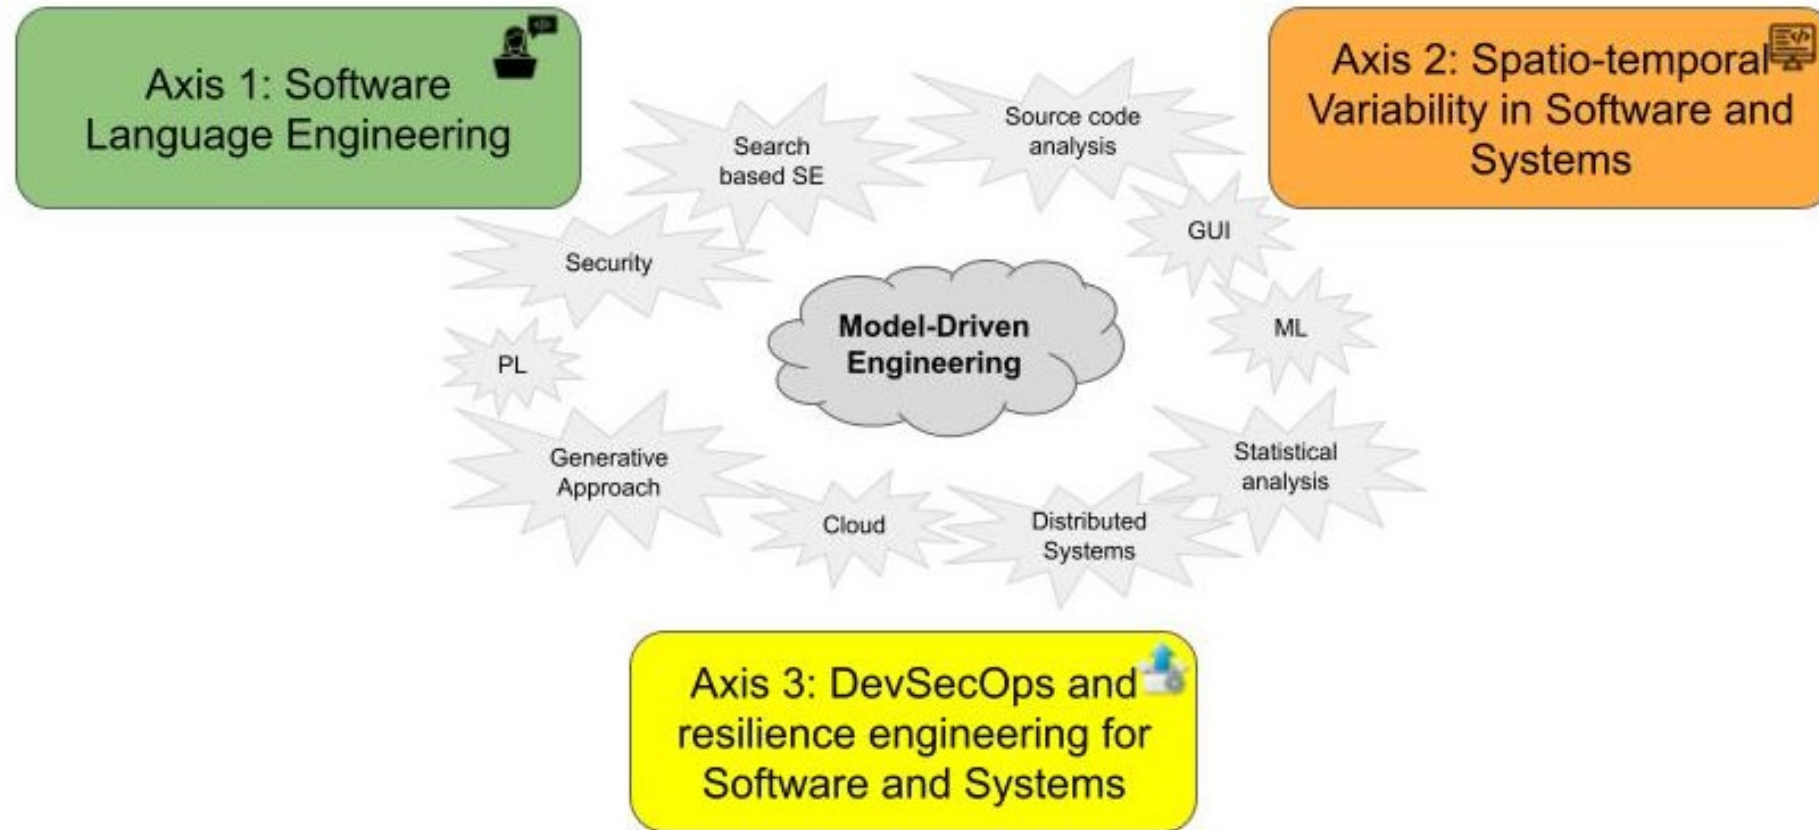 Axis 1: Software
Language Engineering
Axis 2: Spatio-temporal
Variability in Software and
Systems
Source code
analysis
Search
based SE
GUI
Security
Model-Driven
Engineering
ML
PL
Generative
Approach
Statistical
analysis
Cloud
Distributed
Systems
Axis 3: DevSecOps and
resilience engineering for
Software and Systems